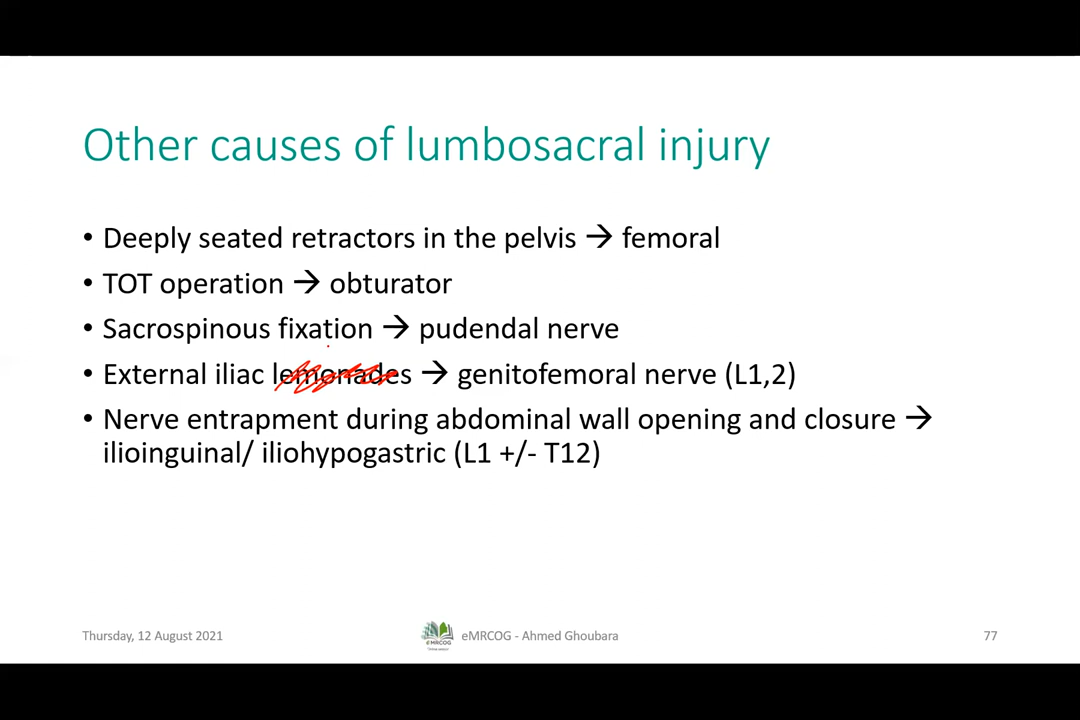 Other causes of lumbosacral injury
• Deeply seated retractors in the pelvis → femoral
• TOT operation → obturator
• Sacrospinous fixation → pudendal nerve
• External iliac lemonades → genitofemoral nerve (L1,2)
• Nerve entrapment during abdominal wall opening and closure →
ilioinguinal/ iliohypogastric (L1 +/- T12)
Thursday, 12 August 2021
eMRCOG
eMRCOG - Ahmed Ghoubara
77